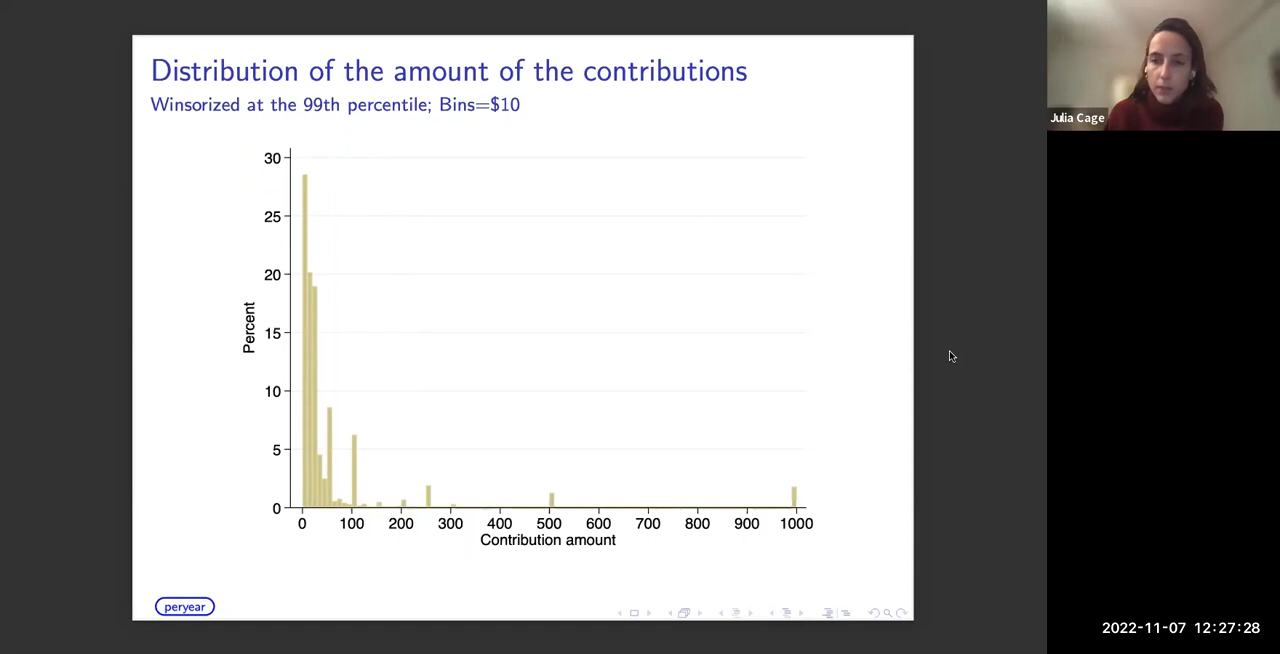 Distribution of the amount of the contributions
Winsorized at the 99th percentile; Bins=$10
30
25
20
15
10
5
0
Percent
0 100 200 300 400 500 600 700 800 900 1000
Contribution amount
peryear
Julia Cage
2022-11-07 12:27:28